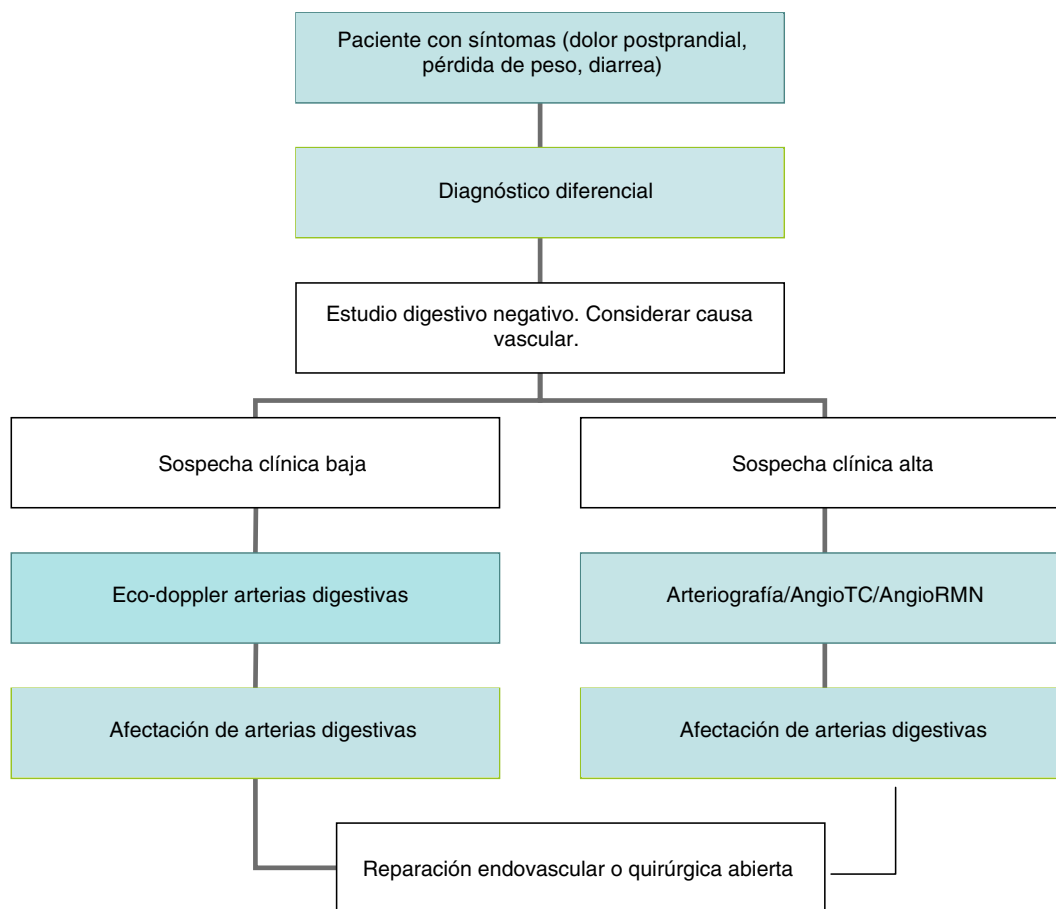 Paciente con síntomas (dolor postprandial,
pérdida de peso, diarrea)
Diagnóstico diferencial
Estudio digestivo negativo. Considerar causa
vascular.
Sospecha clínica baja
Sospecha clínica alta
Eco-doppler arterias digestivas
Arteriografía/AngioTC/AngioRMN
Afectación de arterias digestivas
Afectación de arterias digestivas
Reparación endovascular o quirúrgica abierta